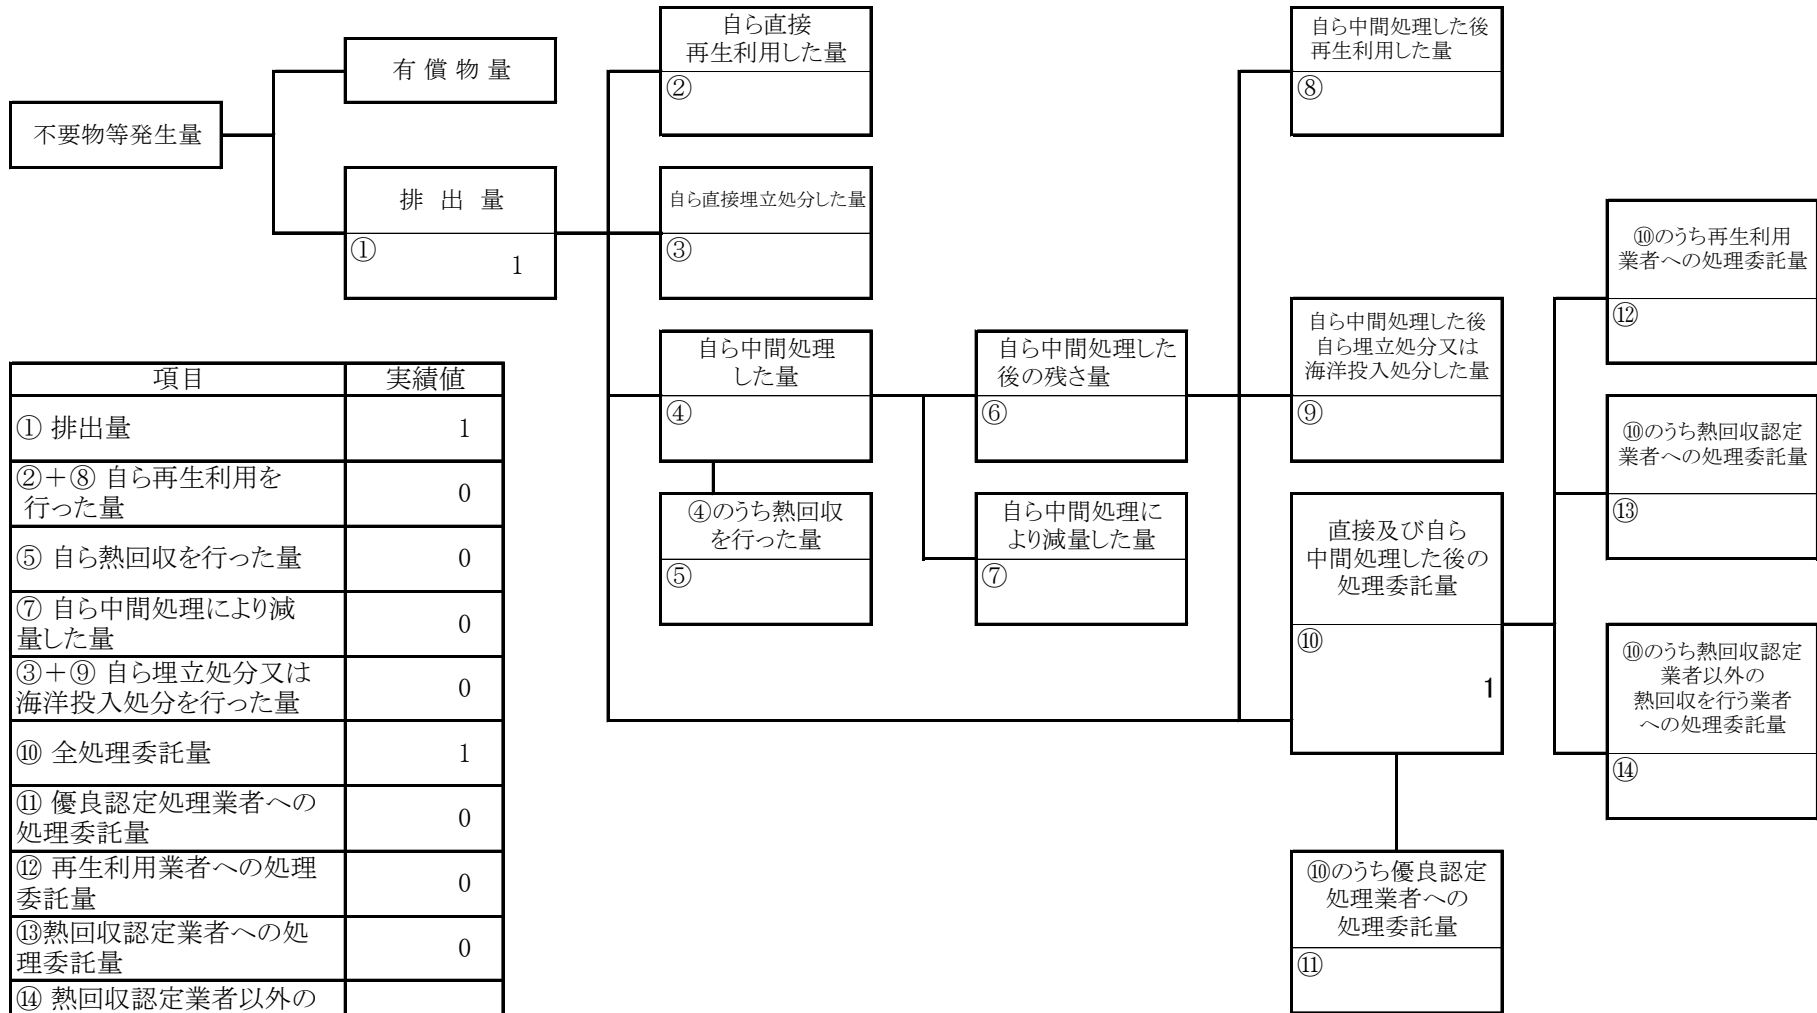 不要物等発生量
有償物量
排出量
①
1
自ら直接
再生利用した量
②
自ら直接埋立処分した量
③
自ら中間処理
した量
④
④のうち熱回収
を行った量
⑤
自ら中間処理した
後の残さ量
⑥
自ら中間処理に
より減量した量
⑦
自ら中間処理した後
再生利用した量
⑧
自ら中間処理した後
自ら埋立処分又は
海洋投入処分した量
⑨
直接及び自ら
中間処理した後の
処理委託量
⑩
1
⑩のうち優良認定
処理業者への
処理委託量
⑪
⑩のうち再生利用
業者への処理委託量
⑫
⑩のうち熱回収認定
業者への処理委託量
⑬
⑩のうち熱回収認定
業者以外の
熱回収を行う業者
への処理委託量
⑭
項目 実績値
① 排出量 1
②+⑧ 自ら再生利用を
行った量 0
⑤ 自ら熱回収を行った量 0
⑦ 自ら中間処理により減
量した量 0
③+⑨ 自ら埋立処分又は
海洋投入処分を行った量 0
⑩ 全処理委託量 1
⑪ 優良認定処理業者への
処理委託量 0
⑫ 再生利用業者への処理
委託量 0
⑬熱回収認定業者への処
理委託量 0
⑭ 熱回収認定業者以外の